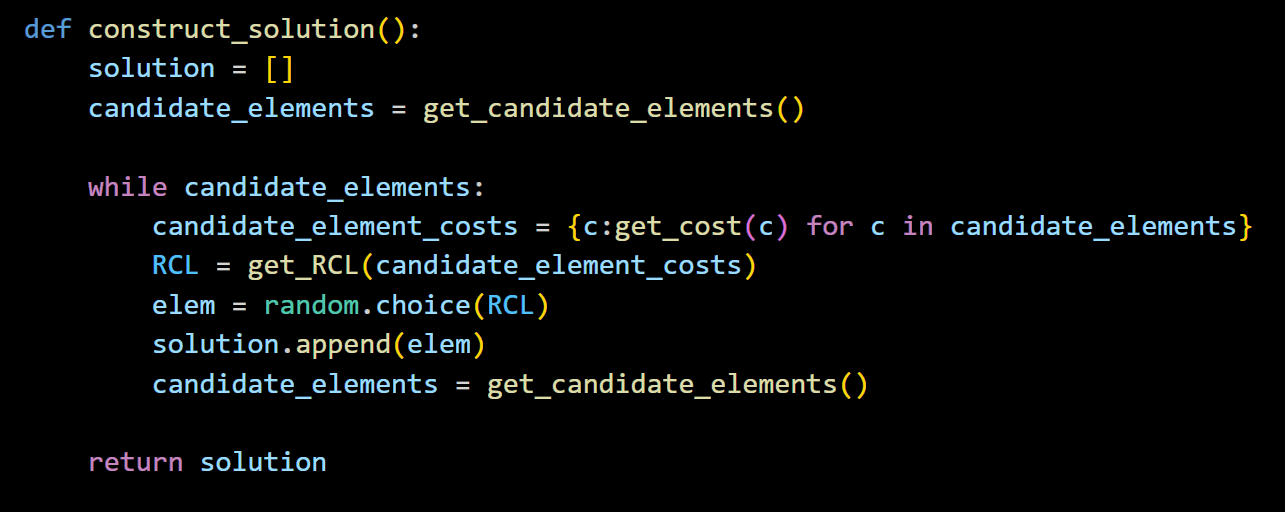 def construct_solution():
    solution = []
    candidate_elements = get_candidate_elements()

    while candidate_elements:
        candidate_element_costs = {c:get_cost(c) for c in candidate_elements}
        RCL = get_RCL(candidate_element_costs)
        elem = random.choice(RCL)
        solution.append(elem)
        candidate_elements = get_candidate_elements()

    return solution